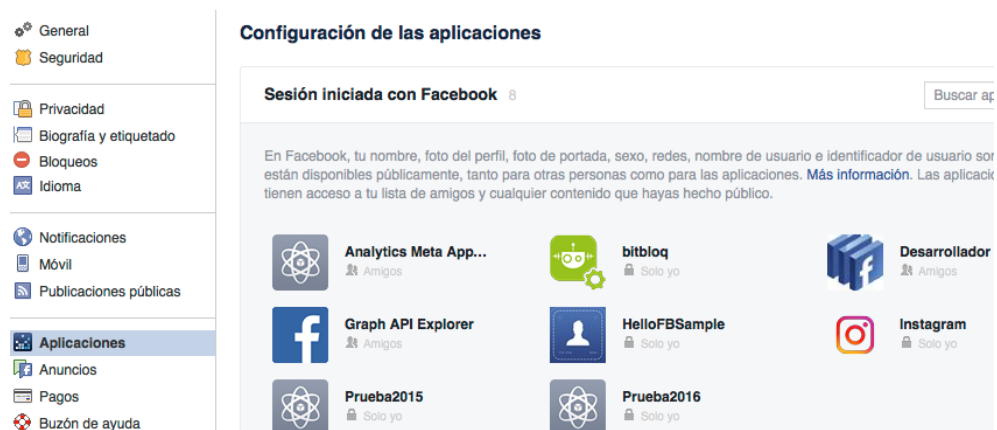 General
Seguridad
Privacidad
Biografía y etiquetado
Bloqueos
Idioma
Notificaciones
Móvil
Publicaciones públicas
Aplicaciones
Anuncios
Pagos
Buzón de ayuda
Configuración de las aplicaciones
Sesión iniciada con Facebook 8
Buscar ap
En Facebook, tu nombre, foto del perfil, foto de portada, sexo, redes, nombre de usuario e identificador de usuario son
están disponibles públicamente, tanto para otras personas como para las aplicaciones. Más información. Las aplicacio
tienen acceso a tu lista de amigos y cualquier contenido que hayas hecho público.
Analytics Meta App...
Amigos
bitbloq
Solo yo
Desarrollador
Amigos
Graph API Explorer
Amigos
HelloFBSample
Solo yo
Instagram
Solo yo
Prueba2015
Solo yo
Prueba2016
Solo yo